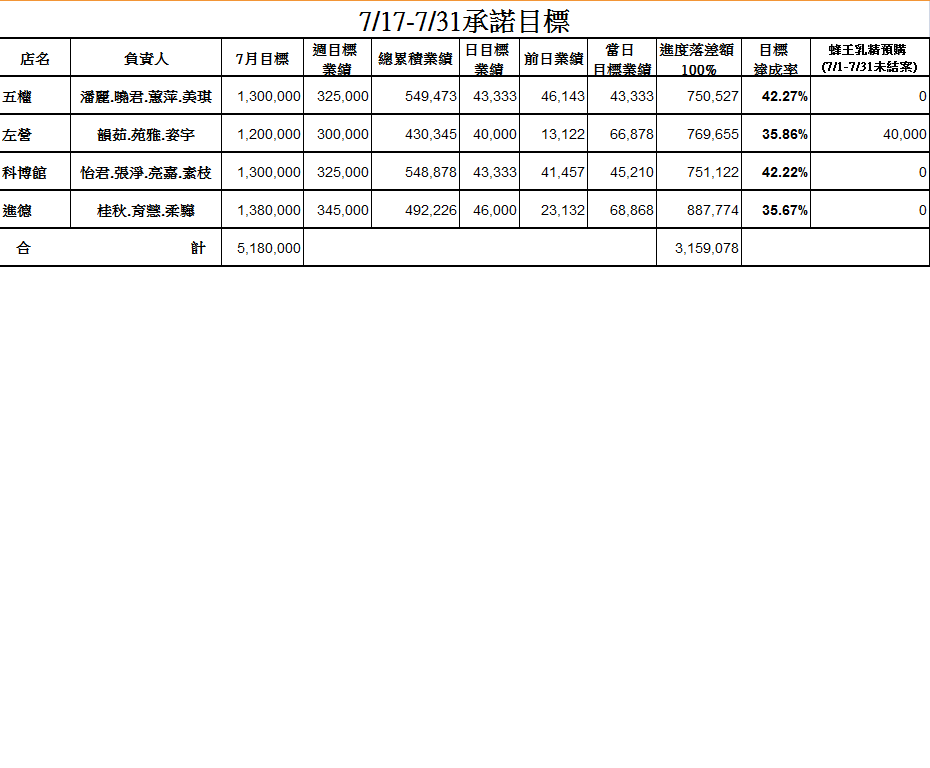 7/17-7/31承諾目標
店名 負責人 7月目標 週目標業績 總累積業績 日目標業績 前日業績 當日目標業績 進度落差額100% 目標達成率 蜂王乳精預購(7/1-7/31未結案)
五權 潘麗.曉君.蕙萍.美琪 1,300,000 325,000 549,473 43,333 46,143 43,333 750,527 42.27% 0
左營 韻茹.苑雅.姿宇 1,200,000 300,000 430,345 40,000 13,122 66,878 769,655 35.86% 40,000
科博館 怡君.張淨.亮嘉.素枝 1,300,000 325,000 548,878 43,333 41,457 45,210 751,122 42.22% 0
進德 桂秋.育慧.柔驊 1,380,000 345,000 492,226 46,000 23,132 68,868 887,774 35.67% 0
合 計 5,180,000 3,159,078